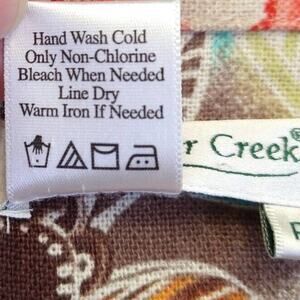 Hand Wash Cold
Only Non-Chlorine
Bleach When Needed
Line Dry
Warm Iron If Needed
r Creek®